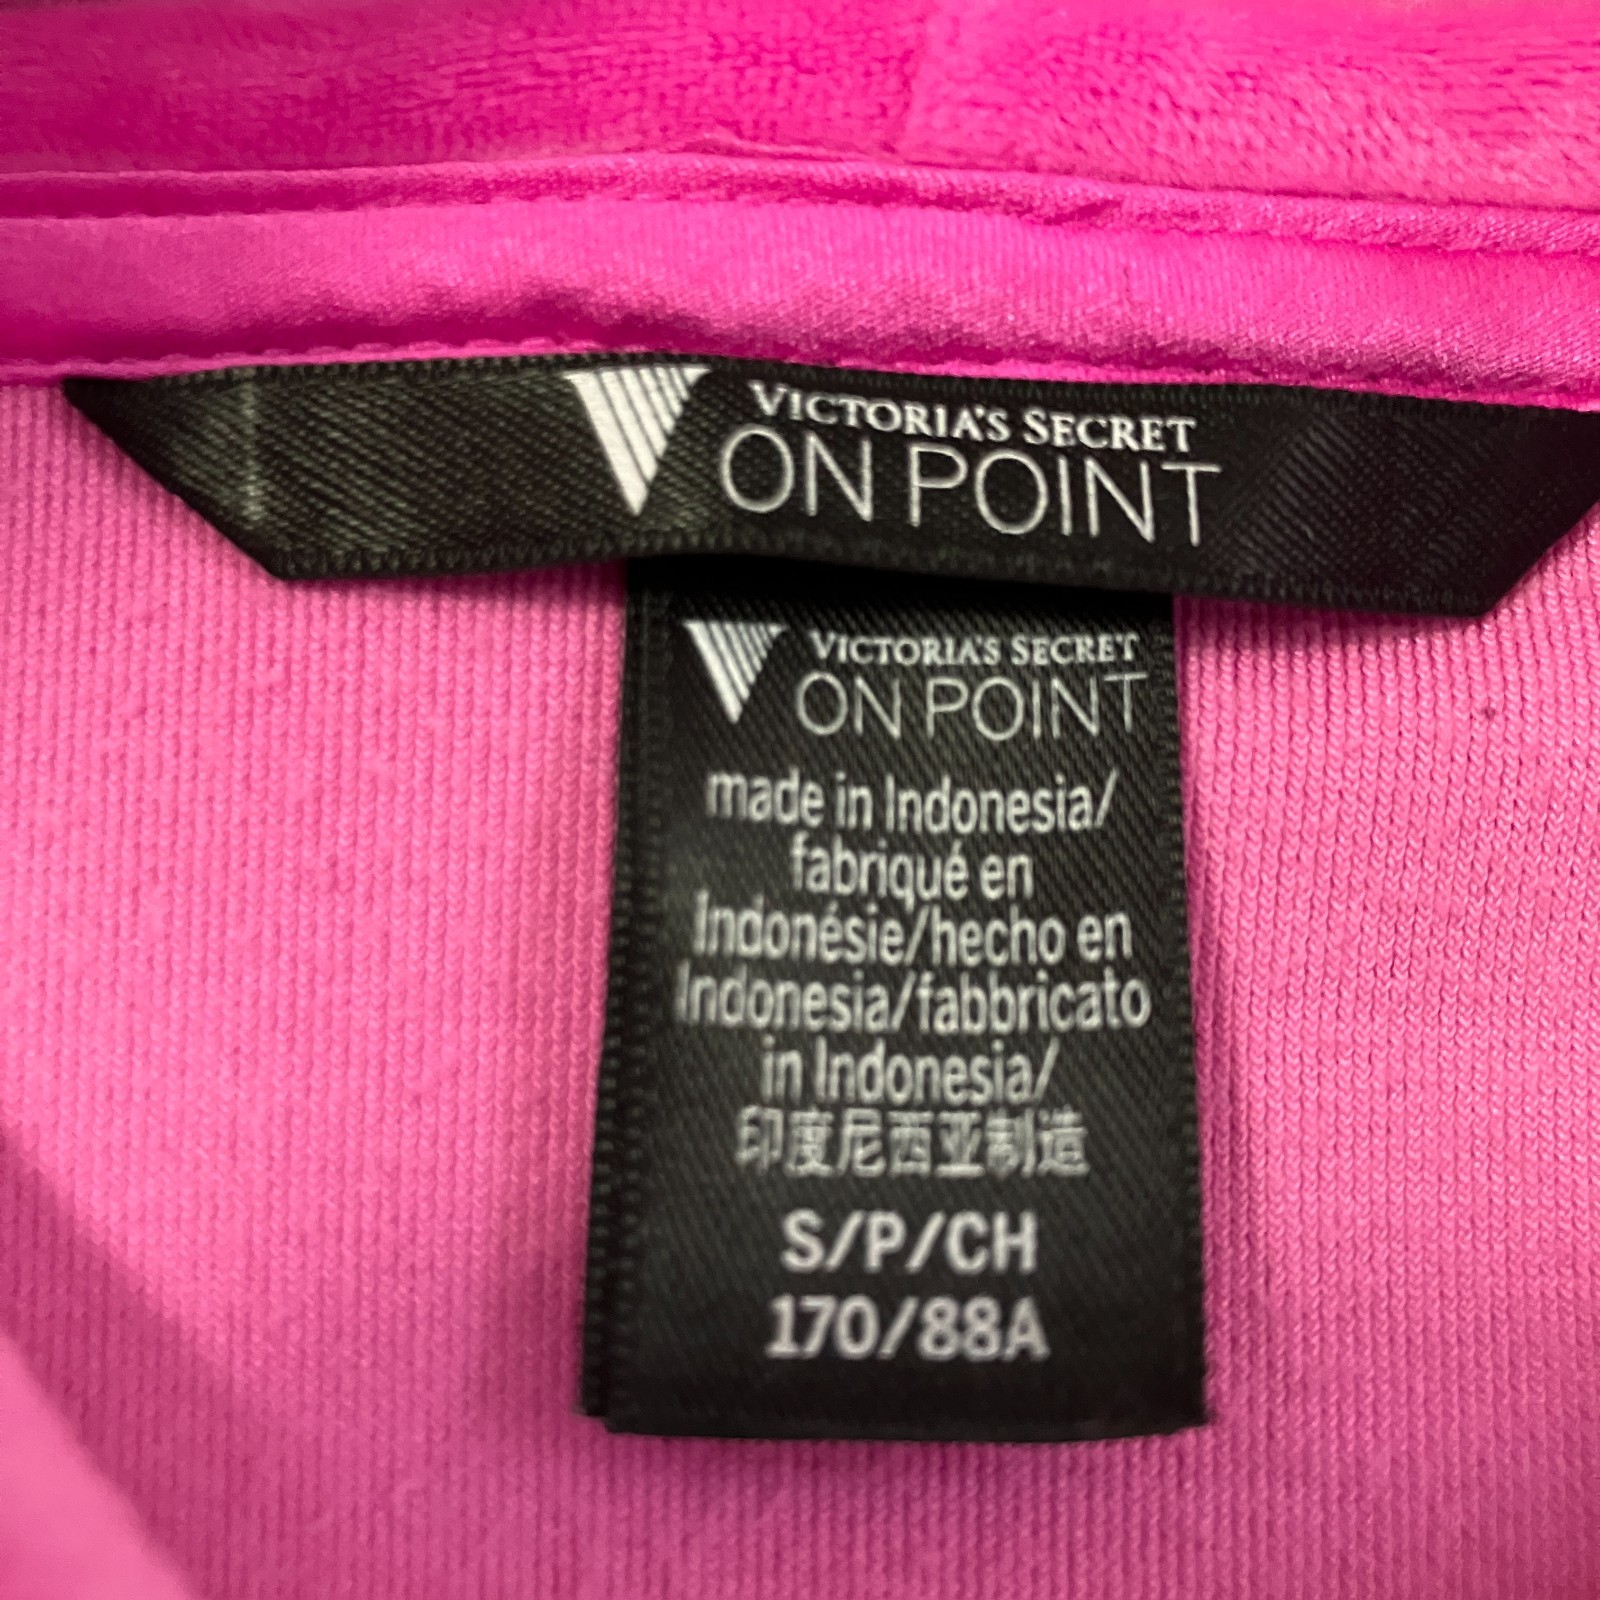 VICTORIA'S SECRET
ON POINT
VICTORIA'S SECRET
ON POINT
made in Indonesia/
fabriqué en
Indonésie/hecho en
Indonesia/fabbricato
in Indonesia/
印度尼西亚制造
S/P/CH
170/88A